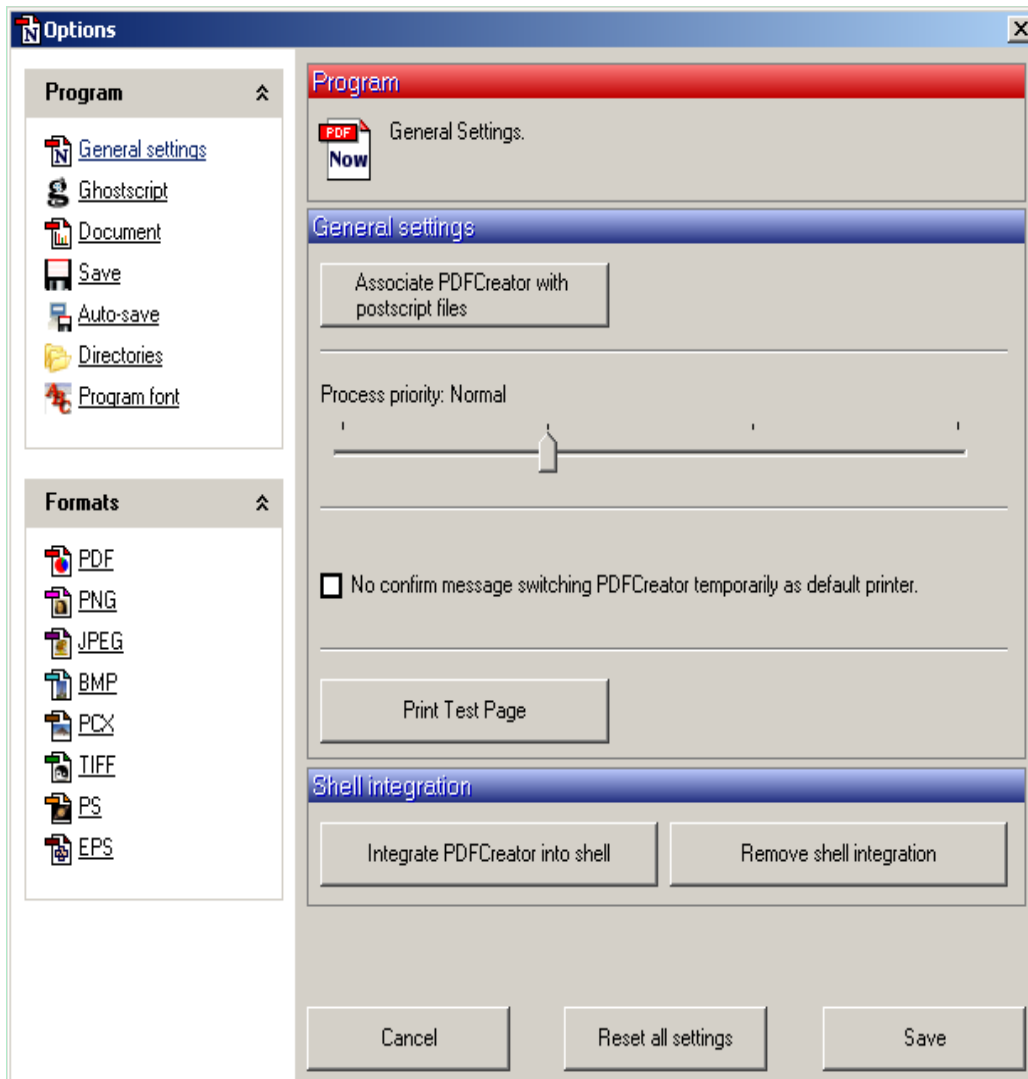 Options
Program
General settings
Ghostscript
Document
Save
Auto-save
Directories
Program font
Formats
PDF
PNG
JPEG
BMP
PCX
TIFF
PS
EPS
Program
PDF
Now
General Settings.
General settings
Associate PDFCreator with
postscript files
Process priority: Normal
No confirm message switching PDFCreator temporarily as default printer.
Print Test Page
Shell integration
Integrate PDFCreator into shell
Remove shell integration
Cancel
Reset all settings
Save